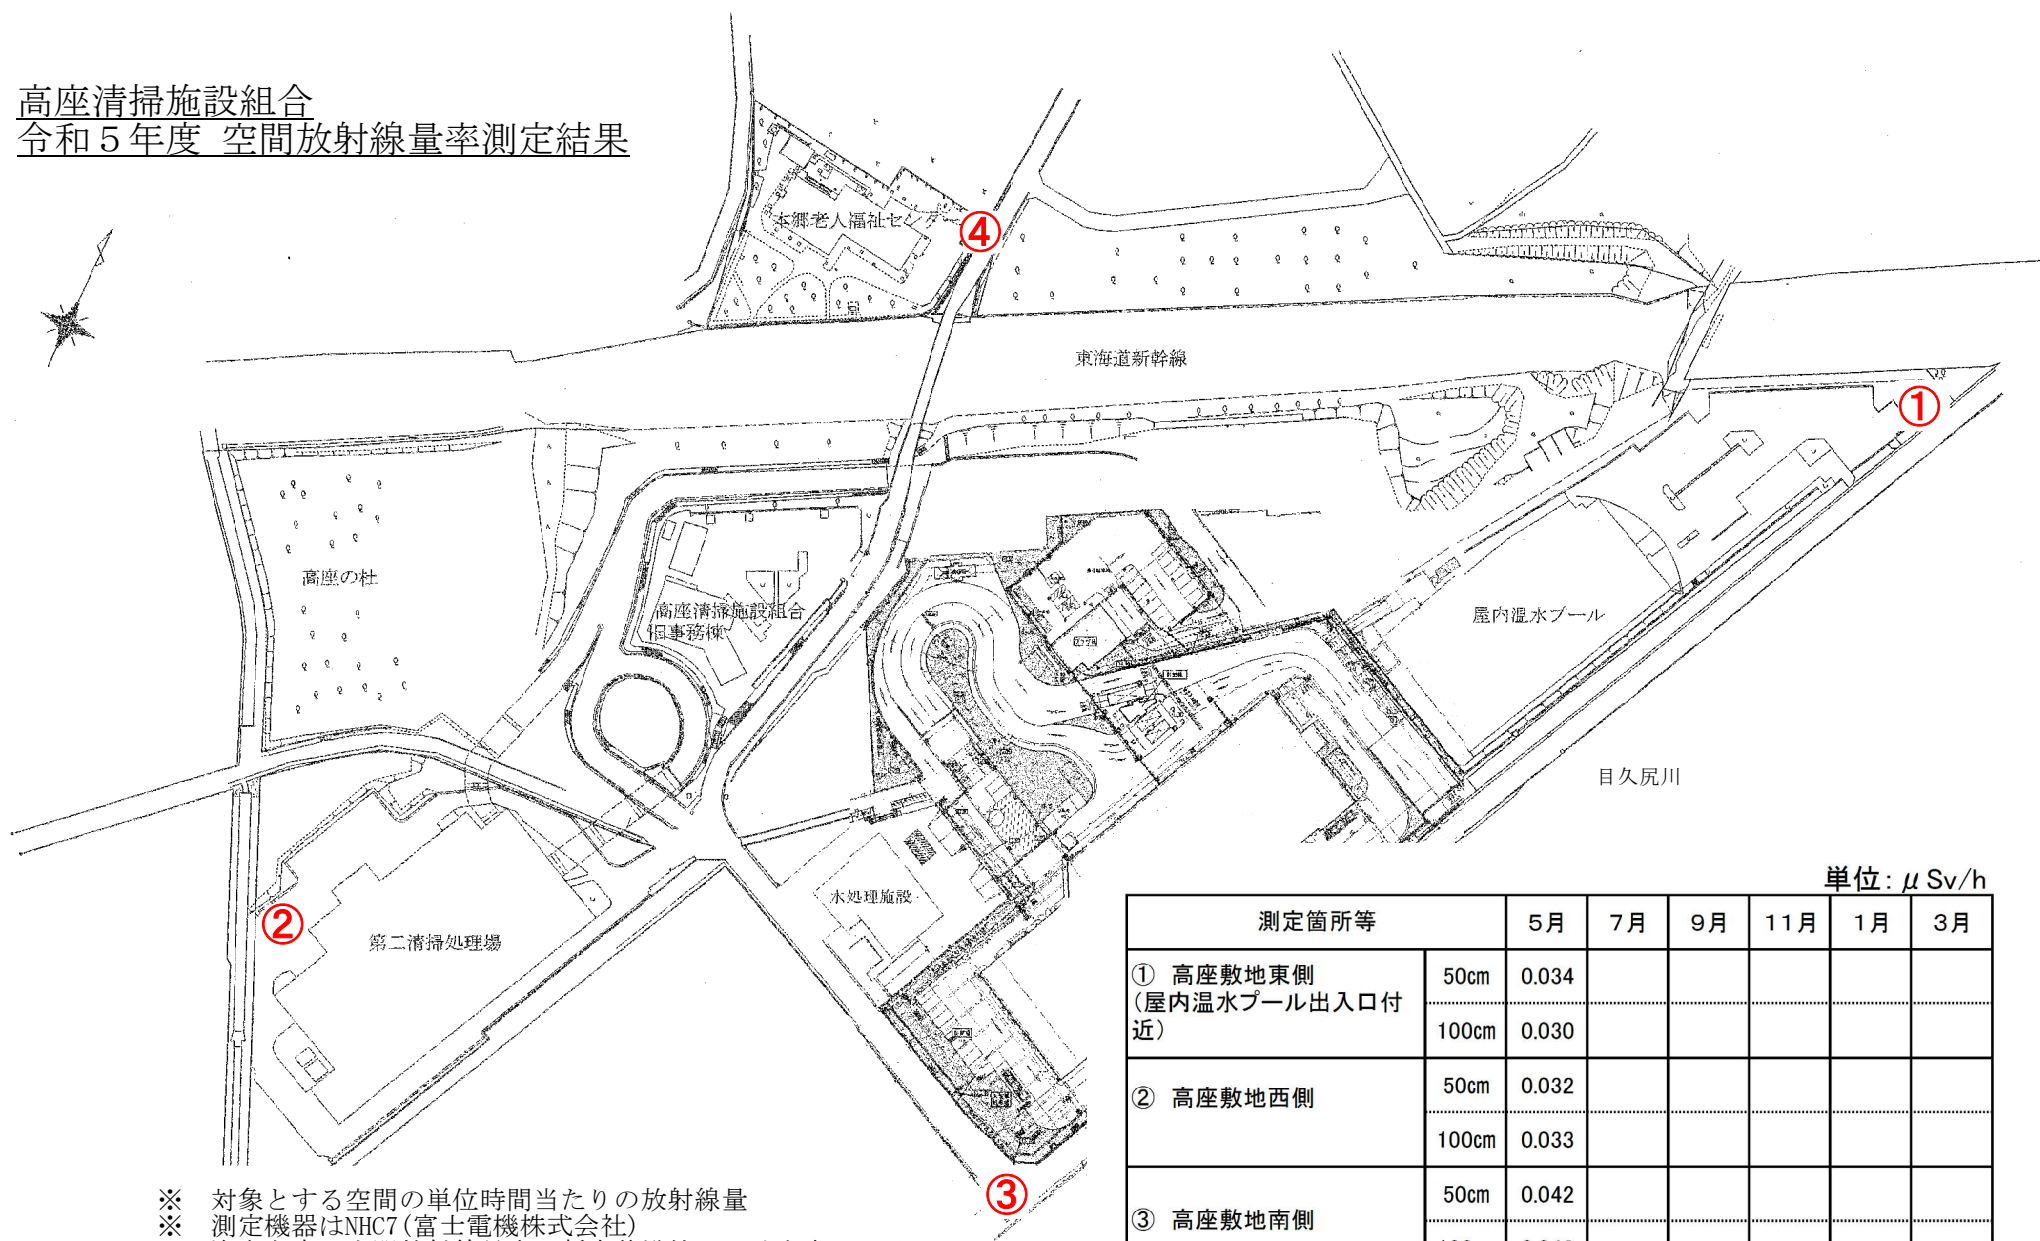 高座清掃施設組合
令和５年度 空間放射線量率測定結果
本郷老人福祉センター
④
東海道新幹線
①
高座の杜
高座清掃施設組合
旧事務棟
屋内温水プール
目久尻川
水処理施設
②
第二清掃処理場
③
単位：μSv/h
測定箇所等 5月 7月 9月 11月 1月 3月
① 高座敷地東側
（屋内温水プール出入口付
近）
50cm 0.034
100cm 0.030
② 高座敷地西側
50cm 0.032
100cm 0.033
③ 高座敷地南側
50cm 0.042
※ 対象とする空間の単位時間当たりの放射線量
※ 測定機器はNHC7(富士電機株式会社)